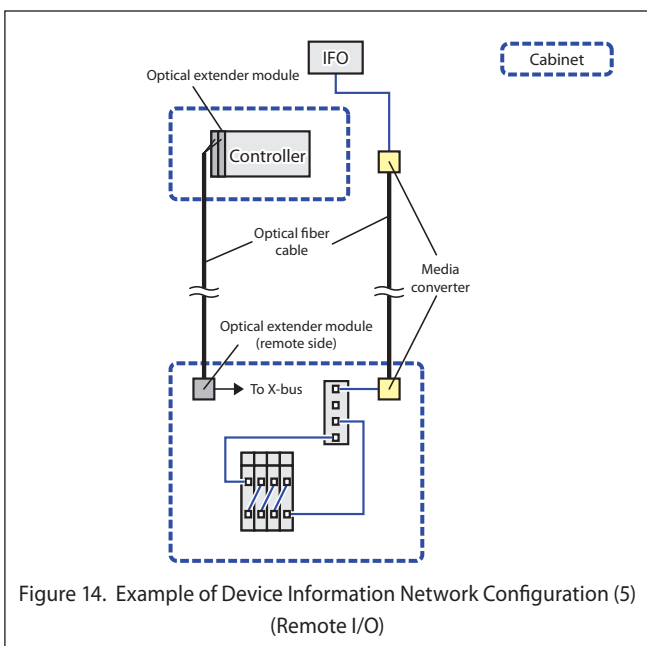 IFO
Cabinet
Optical extender module
Controller
Optical fiber
cable
Media
converter
Optical extender module
(remote side)
To X-bus
Figure 14. Example of Device Information Network Configuration (5)
(Remote I/O)